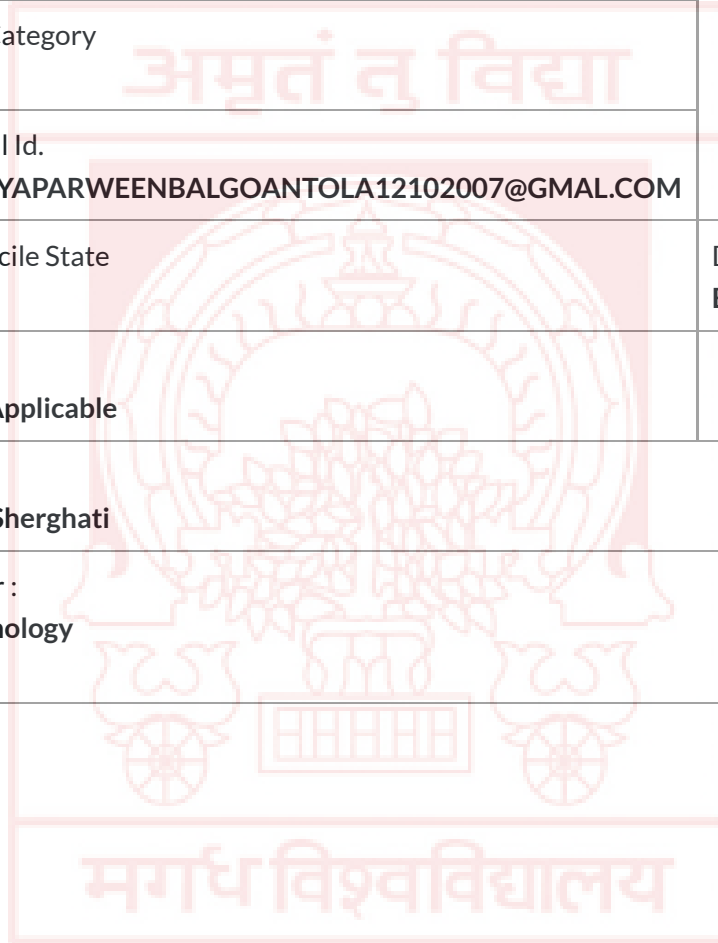 ategory
अमृतं तु विद्या
l Id.
YAPARWEENBALGOANTOLA12102007@GMAL.COM
cile State
Applicable
Sherghati
r :
nology
मगध विश्वविद्यालय